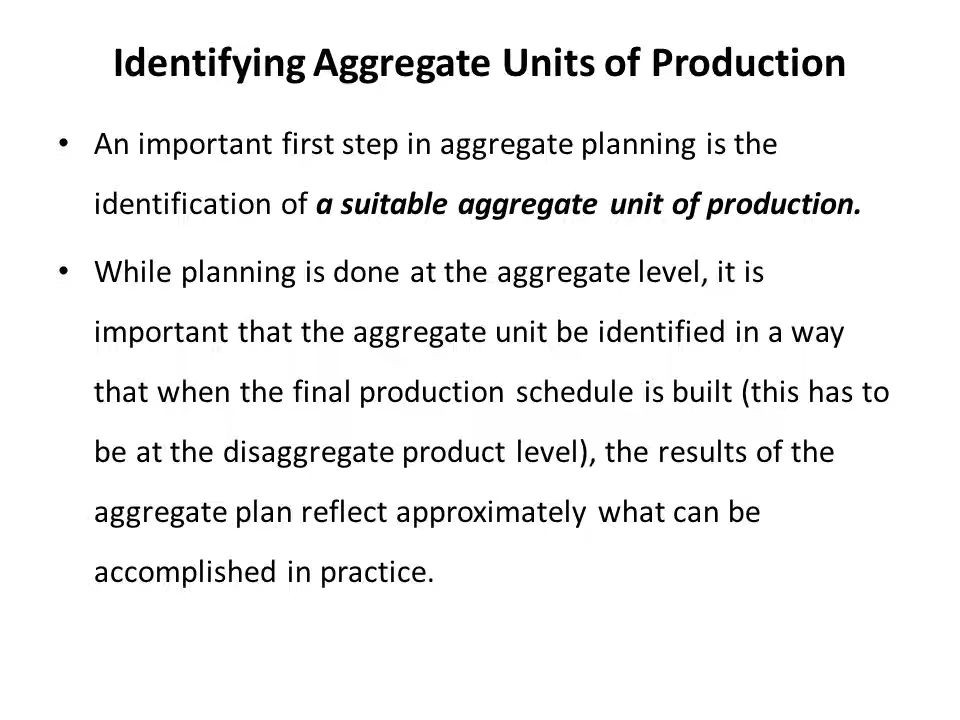 Identifying Aggregate Units of Production
• An important first step in aggregate planning is the
identification of a suitable aggregate unit of production.
• While planning is done at the aggregate level, it is
important that the aggregate unit be identified in a way
that when the final production schedule is built (this has to
be at the disaggregate product level), the results of the
aggregate plan reflect approximately what can be
accomplished in practice.